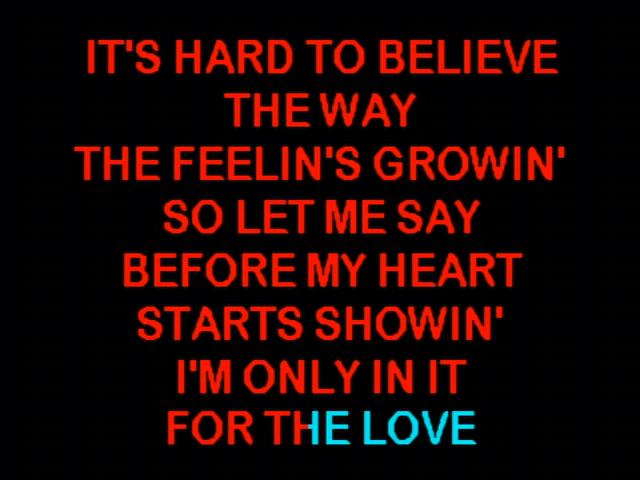 IT'S HARD TO BELIEVE
THE WAY
THE FEELIN'S GROWIN'
SO LET ME SAY
BEFORE MY HEART
STARTS SHOWIN'
I'M ONLY IN IT
FOR THE LOVE